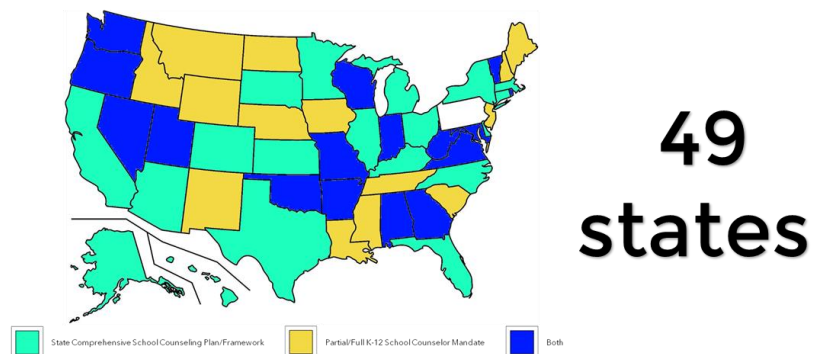 49
states
State Comprehensive School Counseling Plan/Framework
Partial/Full K-12 School Counselor Mandate
Both